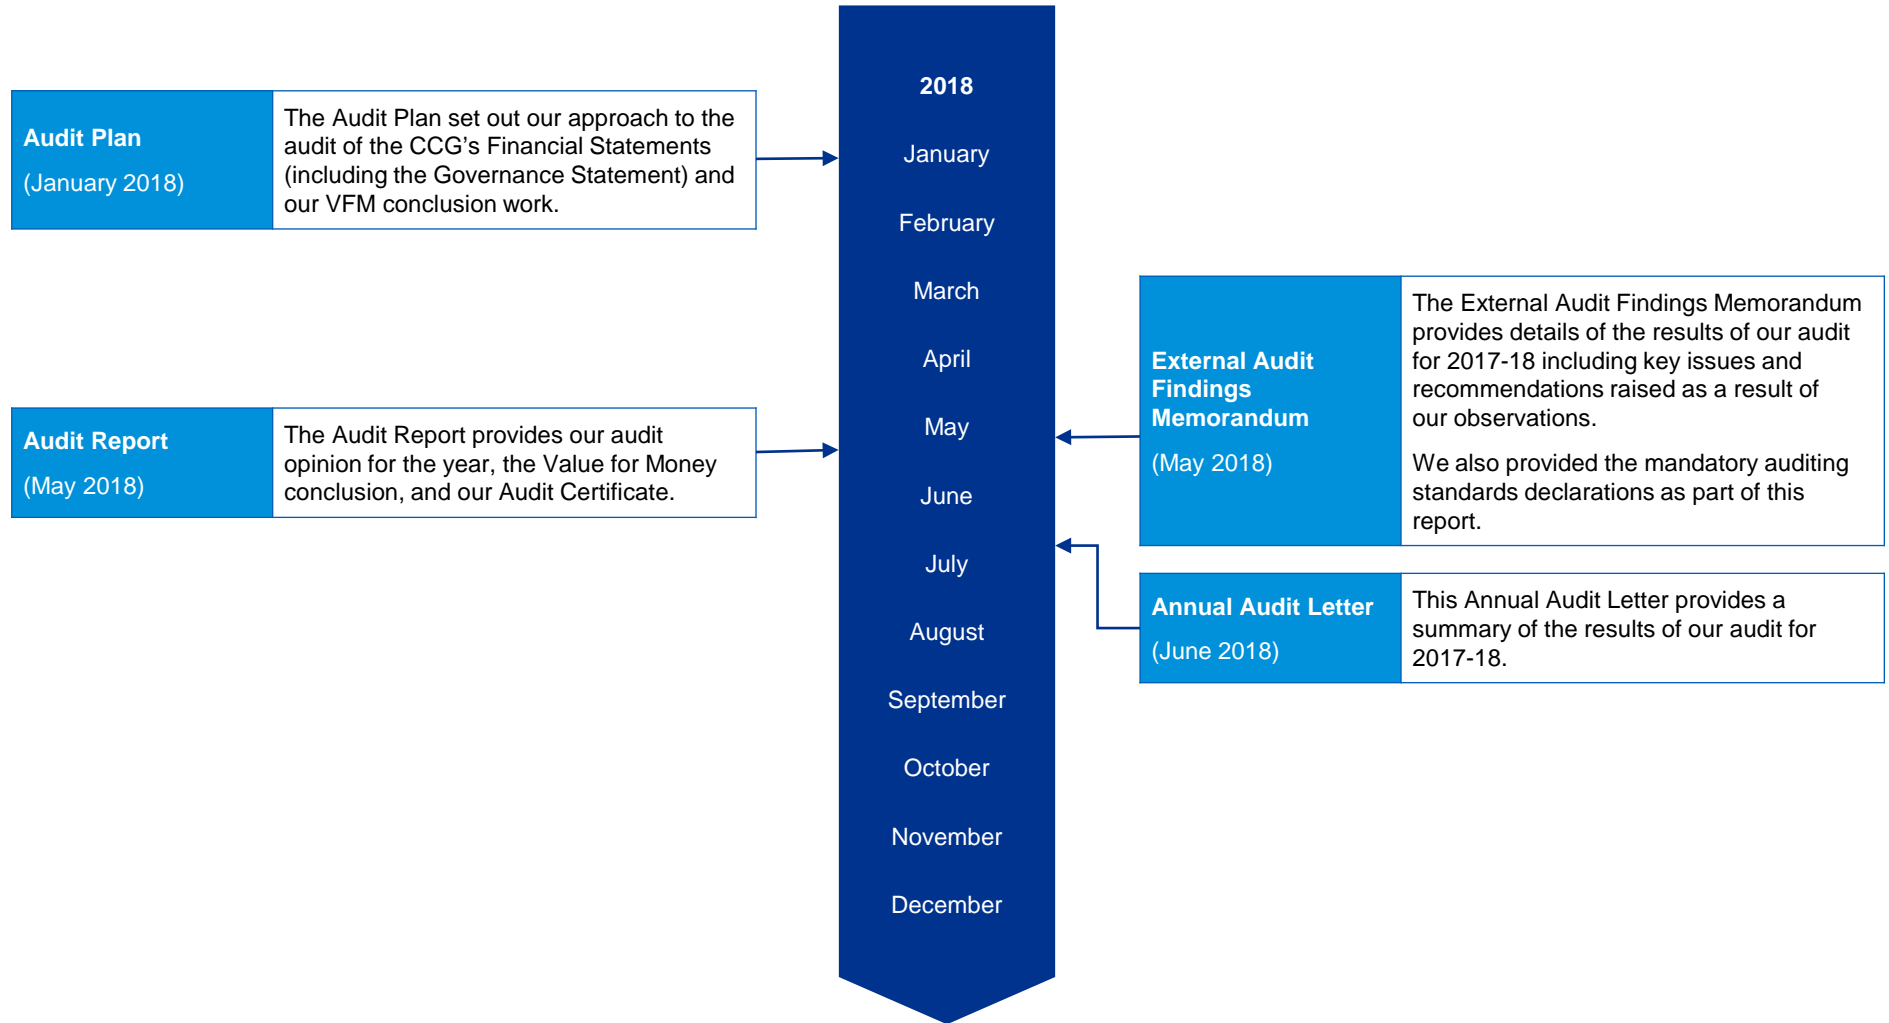 Audit Plan
(January 2018)
The Audit Plan set out our approach to the
audit of the CCG’s Financial Statements
(including the Governance Statement) and
our VFM conclusion work.
Audit Report
(May 2018)
The Audit Report provides our audit
opinion for the year, the Value for Money
conclusion, and our Audit Certificate.
2018
January
February
March
April
May
June
July
August
September
October
November
December
External Audit
Findings
Memorandum
(May 2018)
The External Audit Findings Memorandum
provides details of the results of our audit
for 2017-18 including key issues and
recommendations raised as a result of
our observations.
We also provided the mandatory auditing
standards declarations as part of this
report.
Annual Audit Letter
(June 2018)
This Annual Audit Letter provides a
summary of the results of our audit for
2017-18.